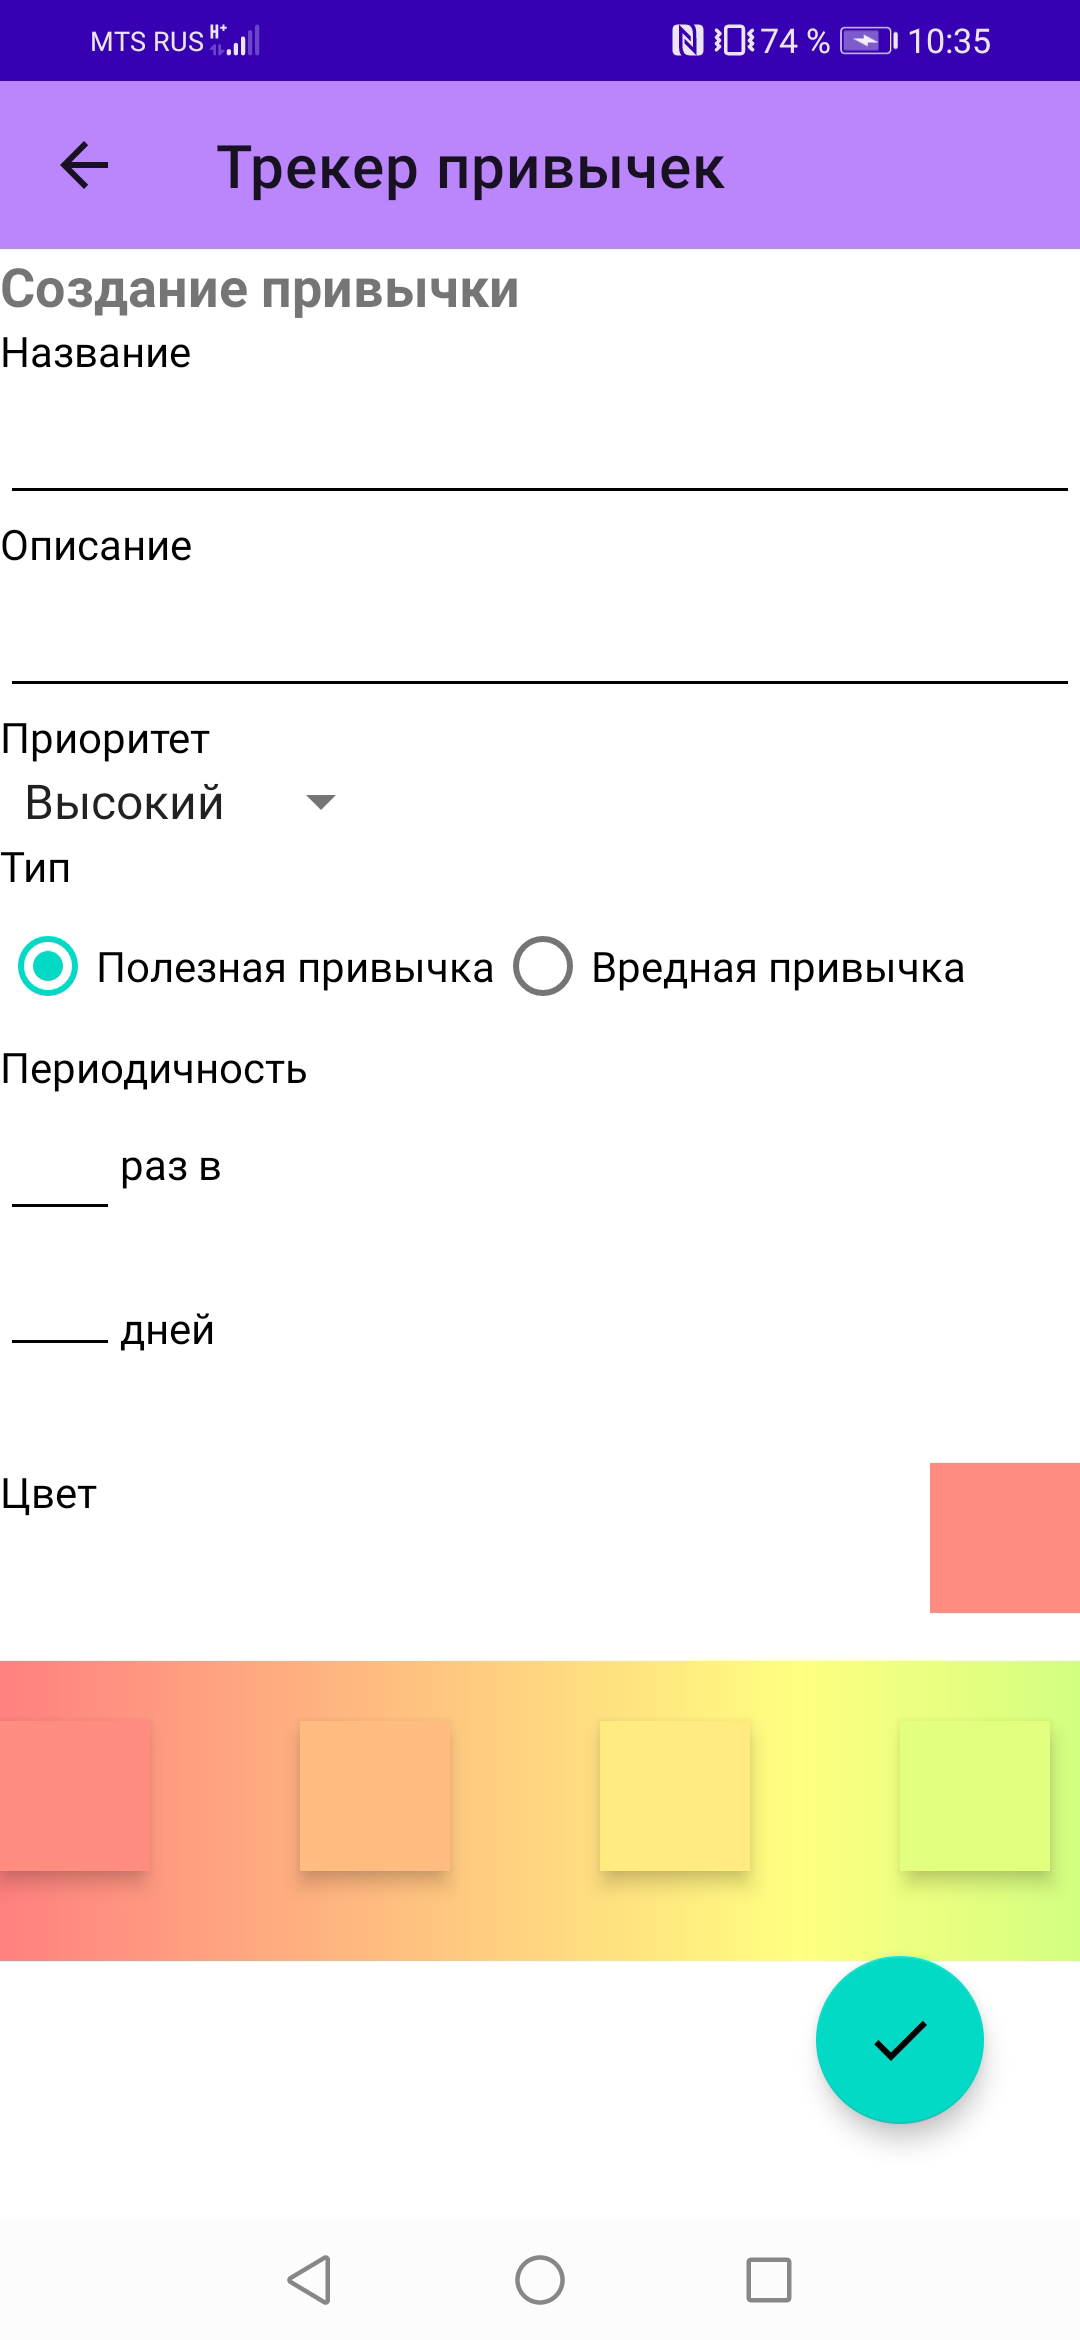 MTS RUS H+ 74 % 10:35
Трекер привычек
Создание привычки
Название
Описание
Приоритет
Высокий
Тип
Полезная привычка Вредная привычка
Периодичность
раз в
дней
Цвет